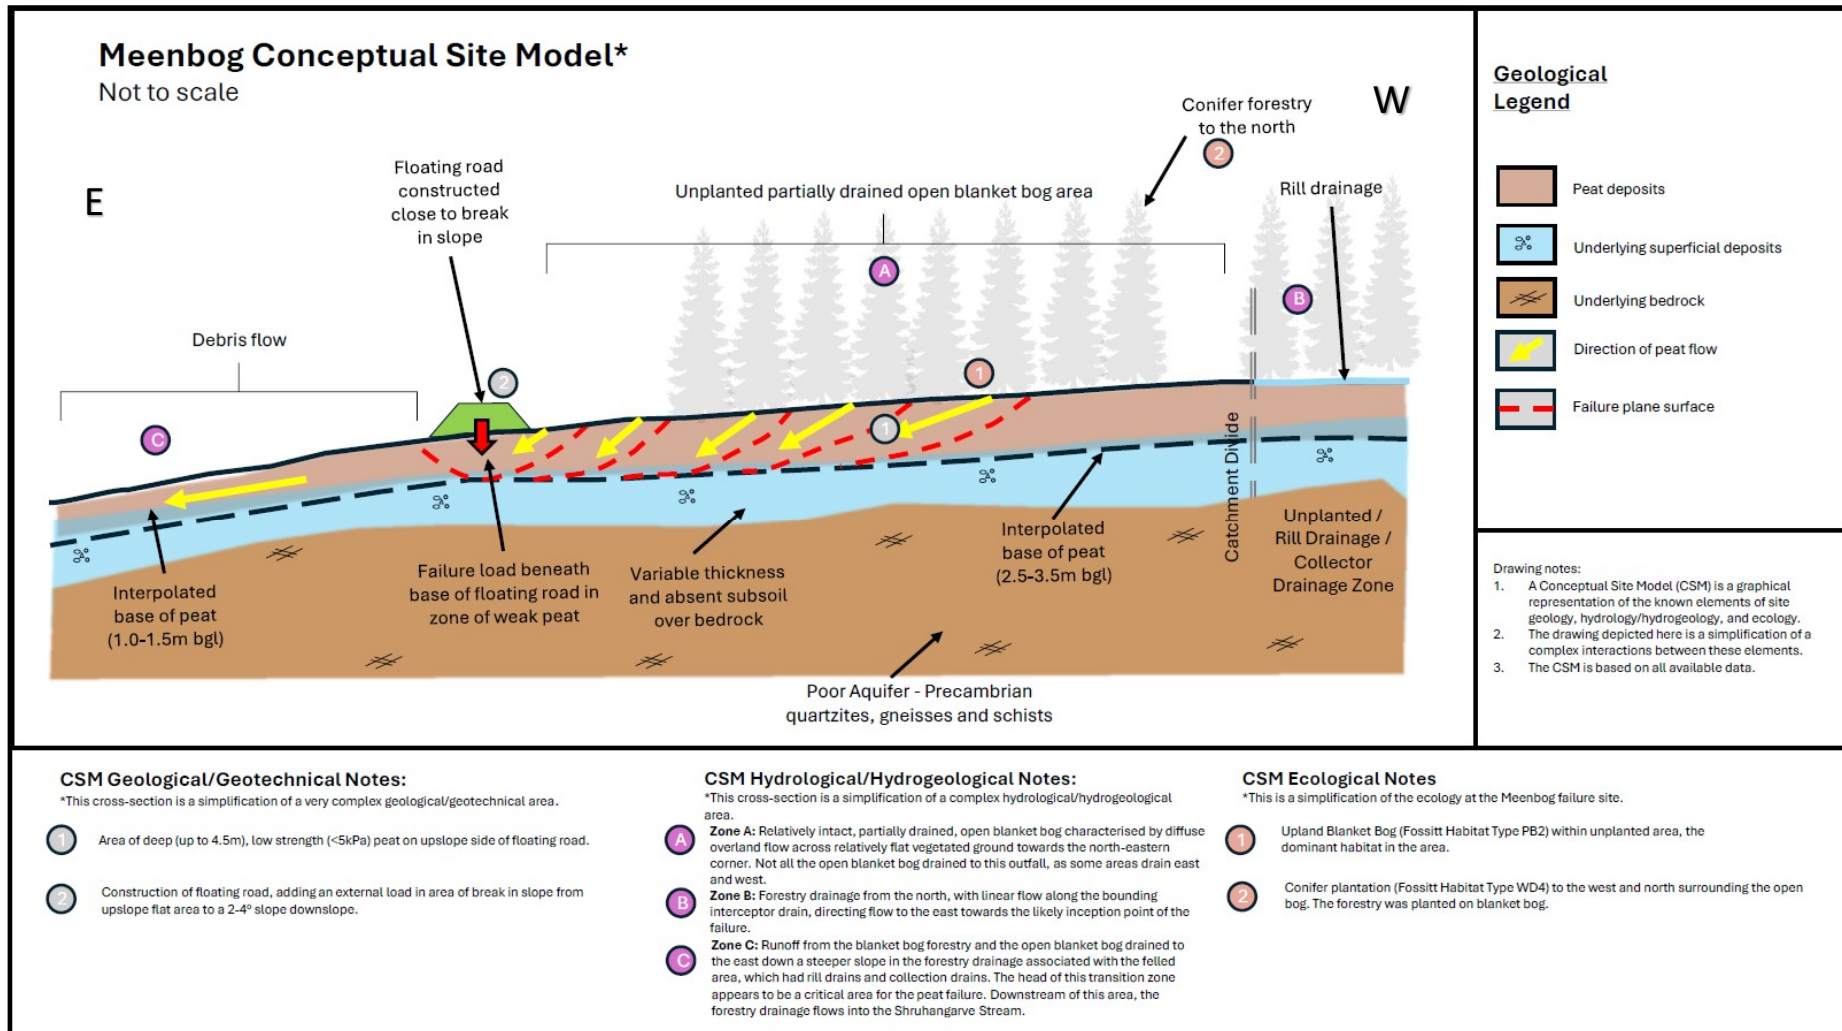 Meenbog Conceptual Site Model*
Not to scale
E
W
Floating road
constructed
close to break
in slope
2
Unplanted partially drained open blanket bog area
A
Conifer forestry
to the north
2
Rill drainage
B
Debris flow
C
1
1
Catchment Divide
Interpolated
base of peat
(1.0-1.5m bgl)
Failure load beneath
base of floating road in
zone of weak peat
Variable thickness
and absent subsoil
over bedrock
Interpolated
base of peat
(2.5-3.5m bgl)
Unplanted /
Rill Drainage /
Collector
Drainage Zone
Poor Aquifer - Precambrian
quartzites, gneisses and schists
Geological
Legend
Peat deposits
Underlying superficial deposits
Underlying bedrock
Direction of peat flow
Failure plane surface
Drawing notes:
1. A Conceptual Site Model (CSM) is a graphical
representation of the known elements of site
geology, hydrology/hydrogeology, and ecology.
2. The drawing depicted here is a simplification of a
complex interactions between these elements.
3. The CSM is based on all available data.
CSM Geological/Geotechnical Notes:
*This cross-section is a simplification of a very complex geological/geotechnical area.
1 Area of deep (up to 4.5m), low strength (<5kPa) peat on upslope side of floating road.
2 Construction of floating road, adding an external load in area of break in slope from
upslope flat area to a 2-4º slope downslope.
CSM Hydrological/Hydrogeological Notes:
*This cross-section is a simplification of a complex hydrological/hydrogeological
area.
A Zone A: Relatively intact, partially drained, open blanket bog characterised by diffuse
overland flow across relatively flat vegetated ground towards the north-eastern
corner. Not all the open blanket bog drained to this outfall, as some areas drain east
and west.
B Zone B: Forestry drainage from the north, with linear flow along the bounding
interceptor drain, directing flow to the east towards the likely inception point of the
failure.
C Zone C: Runoff from the blanket bog forestry and the open blanket bog drained to
the east down a steeper slope in the forestry drainage associated with the felled
area, which had rill drains and collection drains. The head of this transition zone
appears to be a critical area for the peat failure. Downstream of this area, the
forestry drainage flows into the Shruhangarve Stream.
CSM Ecological Notes
*This is a simplification of the ecology at the Meenbog failure site.
1 Upland Blanket Bog (Fossitt Habitat Type PB2) within unplanted area, the
dominant habitat in the area.
2 Conifer plantation (Fossitt Habitat Type WD4) to the west and north surrounding the open
bog. The forestry was planted on blanket bog.